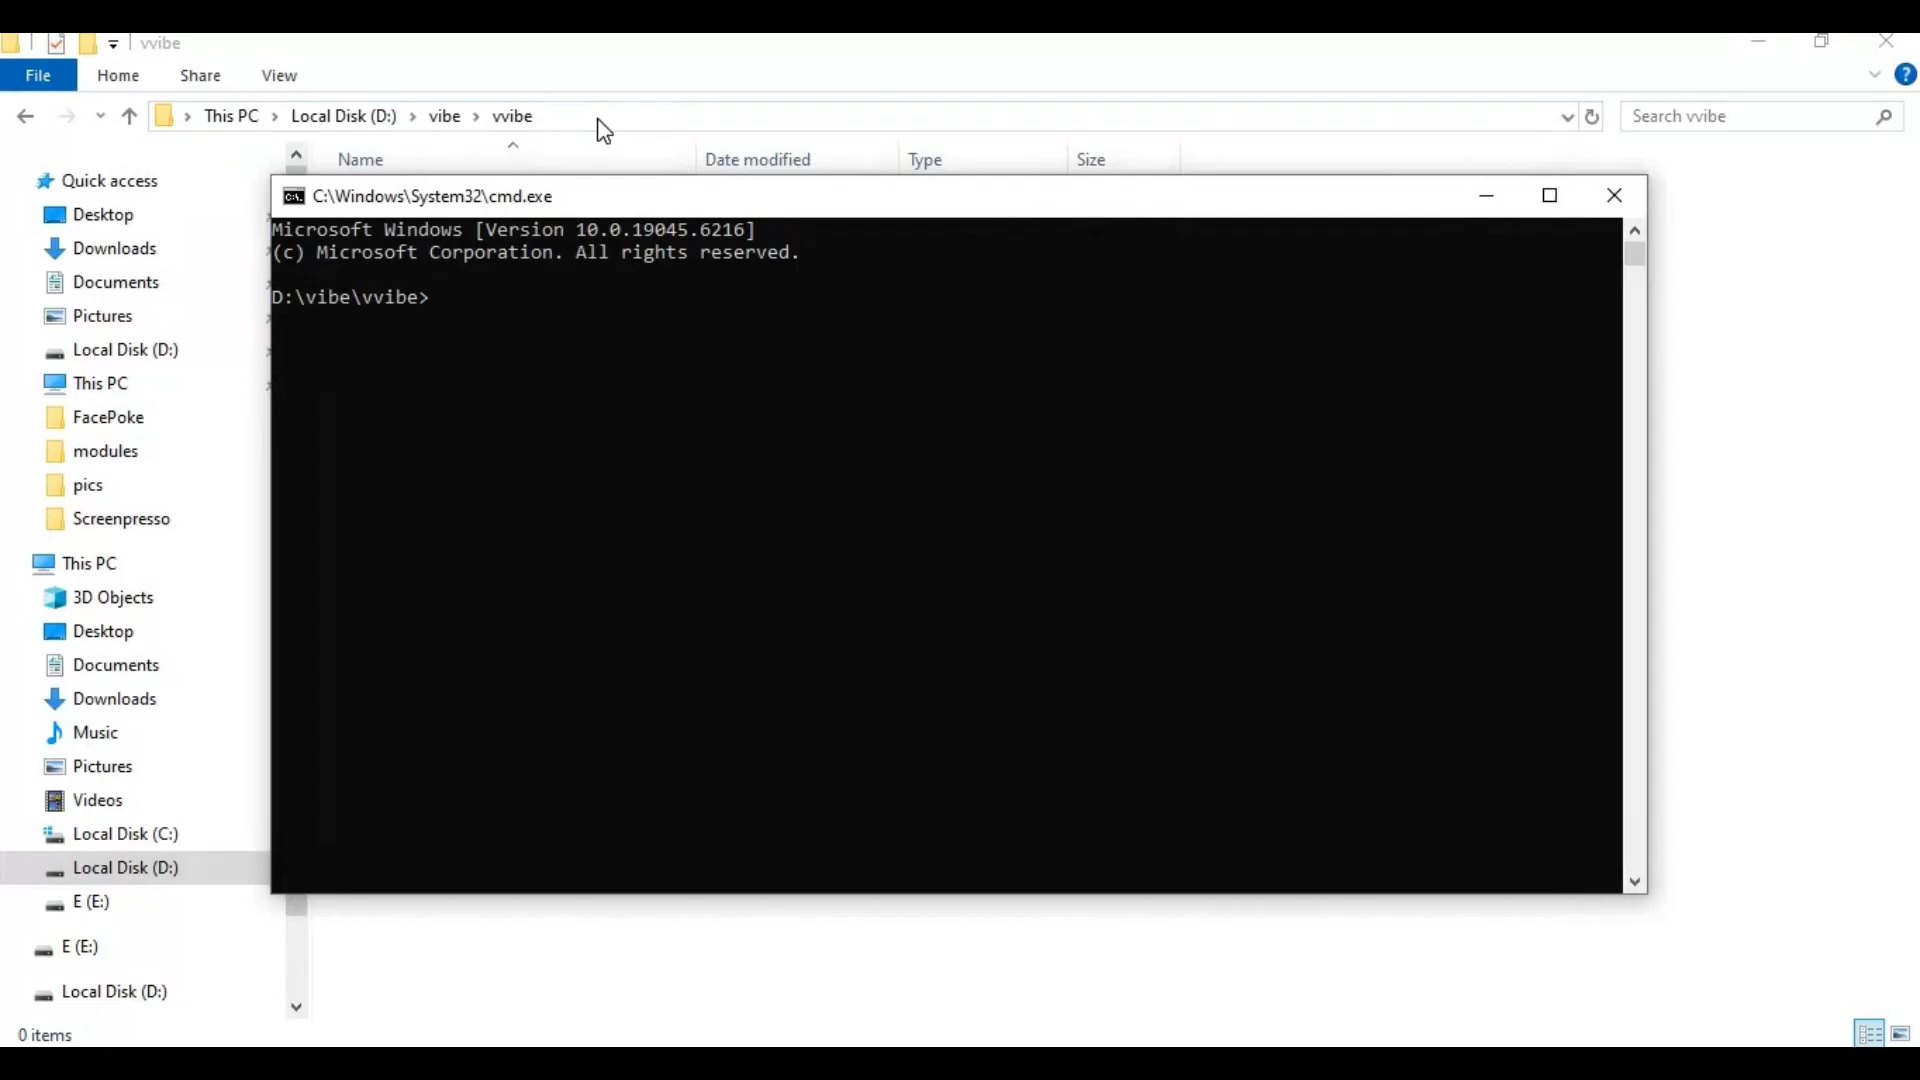 vvibe
File Home Share View
This PC Local Disk (D:) vibe vvibe
Search vvibe
Name Date modified Type Size
Quick access
Desktop
Downloads
Documents
Pictures
Local Disk (D:)
This PC
FacePoke
modules
pics
Screenpresso
This PC
3D Objects
Desktop
Documents
Downloads
Music
Pictures
Videos
Local Disk (C:)
Local Disk (D:)
E (E:)
E (E:)
Local Disk (D:)
0 items
C:\Windows\System32\cmd.exe
Microsoft Windows [Version 10.0.19045.6216]
(c) Microsoft Corporation. All rights reserved.
D:\vibe\vvibe>